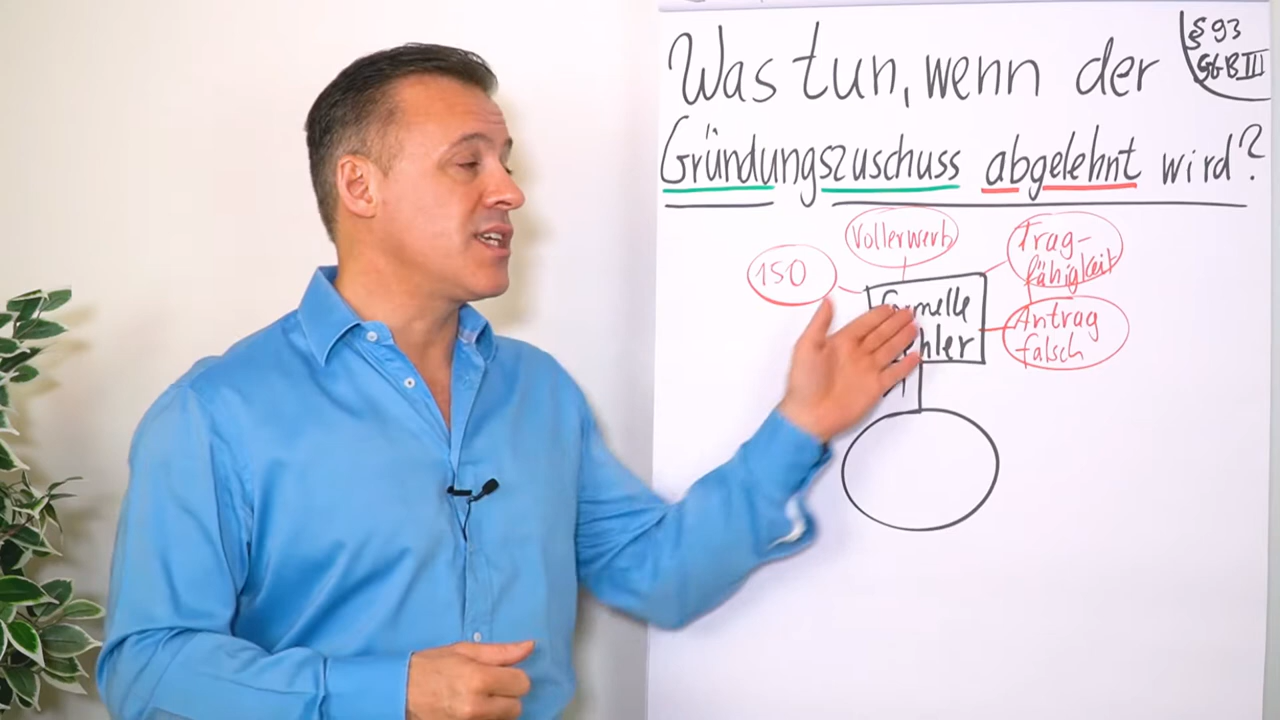 Was tun, wenn der
§ 93
SGB III
Gründungszuschuss abgelehnt wird?
Vollerwerb
150
Trag-
fähigkeit
Antrag
falsch